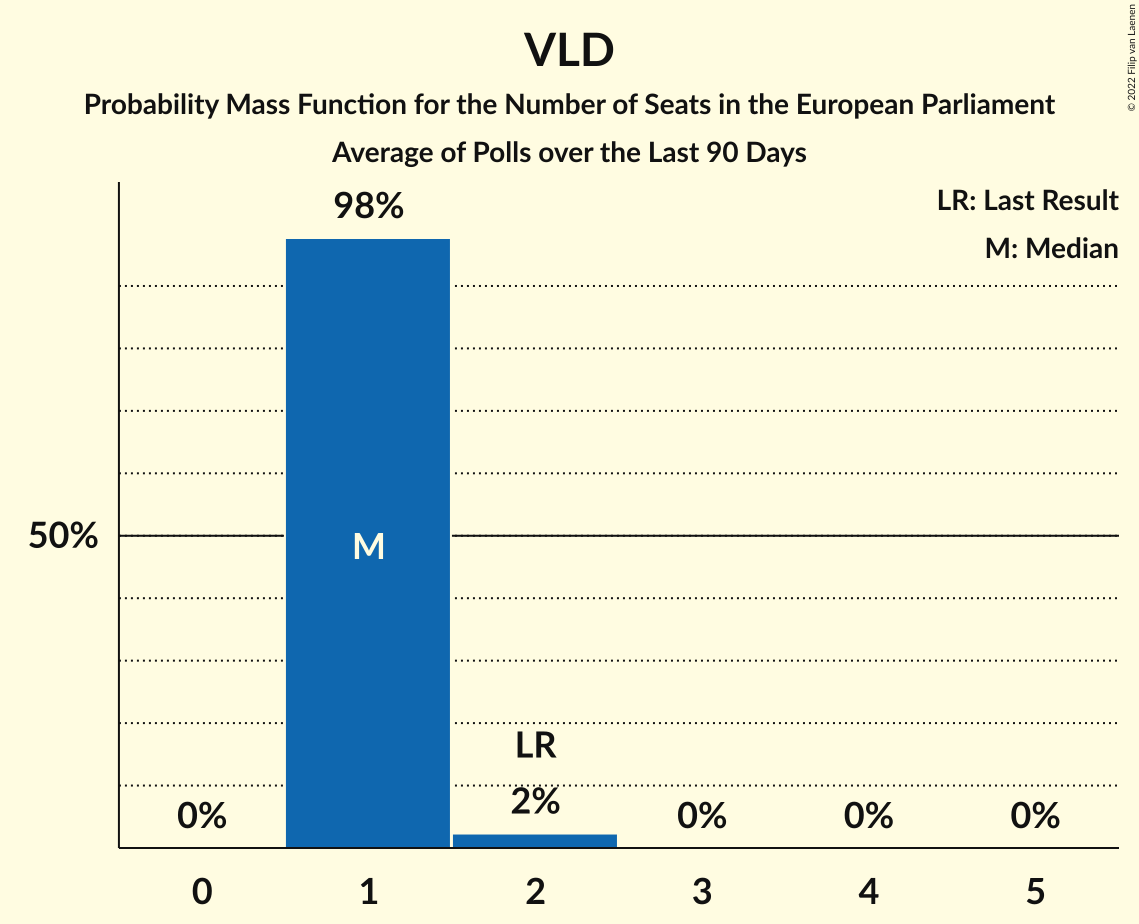 VLD
Probability Mass Function for the Number of Seats in the European Parliament
Average of Polls over the Last 90 Days
© 2022 Filip van Laenen
LR: Last Result
M: Median
98%
50%
M
LR
0%
2%
0%
0%
0%
0
1
2
3
4
5